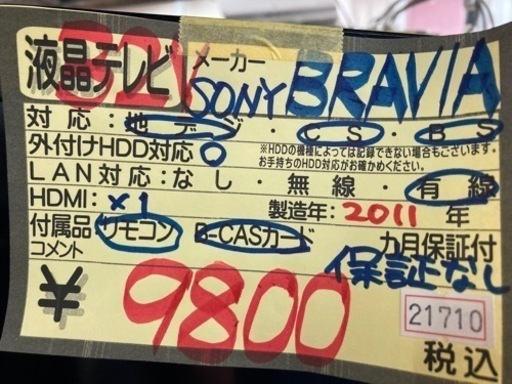 液晶テレビ 32V メーカー SONY BRAVIA
対応:地デジ・CS・BS
外付けHDD対応 ○ ※HDDの機種によっては記録できない場合もございます。
お手持ちのHDD対応がお確かめください。
LAN対応:なし・無線・有線
HDMI: ×1 製造年: 2011 年
付属品 リモコン B-CASカード カ月保証付
コメント 保証なし
¥ 9800 21710
税込